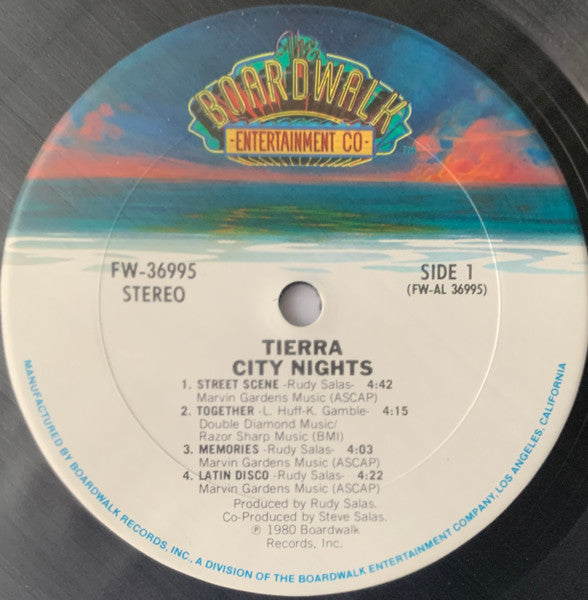 The
BOARDWALK
-ENTERTAINMENT CO-
TM
FW-36995
STEREO
SIDE 1
(FW-AL 36995)
TIERRA
CITY NIGHTS
1. STREET SCENE -Rudy Salas- 4:42
Marvin Gardens Music (ASCAP)
2. TOGETHER -L. Huff-K. Gamble- 4:15
Double Diamond Music/
Razor Sharp Music (BMI)
3. MEMORIES -Rudy Salas- 4:03
Marvin Gardens Music (ASCAP)
4. LATIN DISCO -Rudy Salas- 4:22
Marvin Gardens Music (ASCAP)
Produced by Rudy Salas.
Co-Produced by Steve Salas.
℗ 1980 Boardwalk
Records, Inc.
MANUFACTURED BY BOARDWALK RECORDS, INC., A DIVISION OF THE BOARDWALK ENTERTAINMENT COMPANY, LOS ANGELES, CALIFORNIA